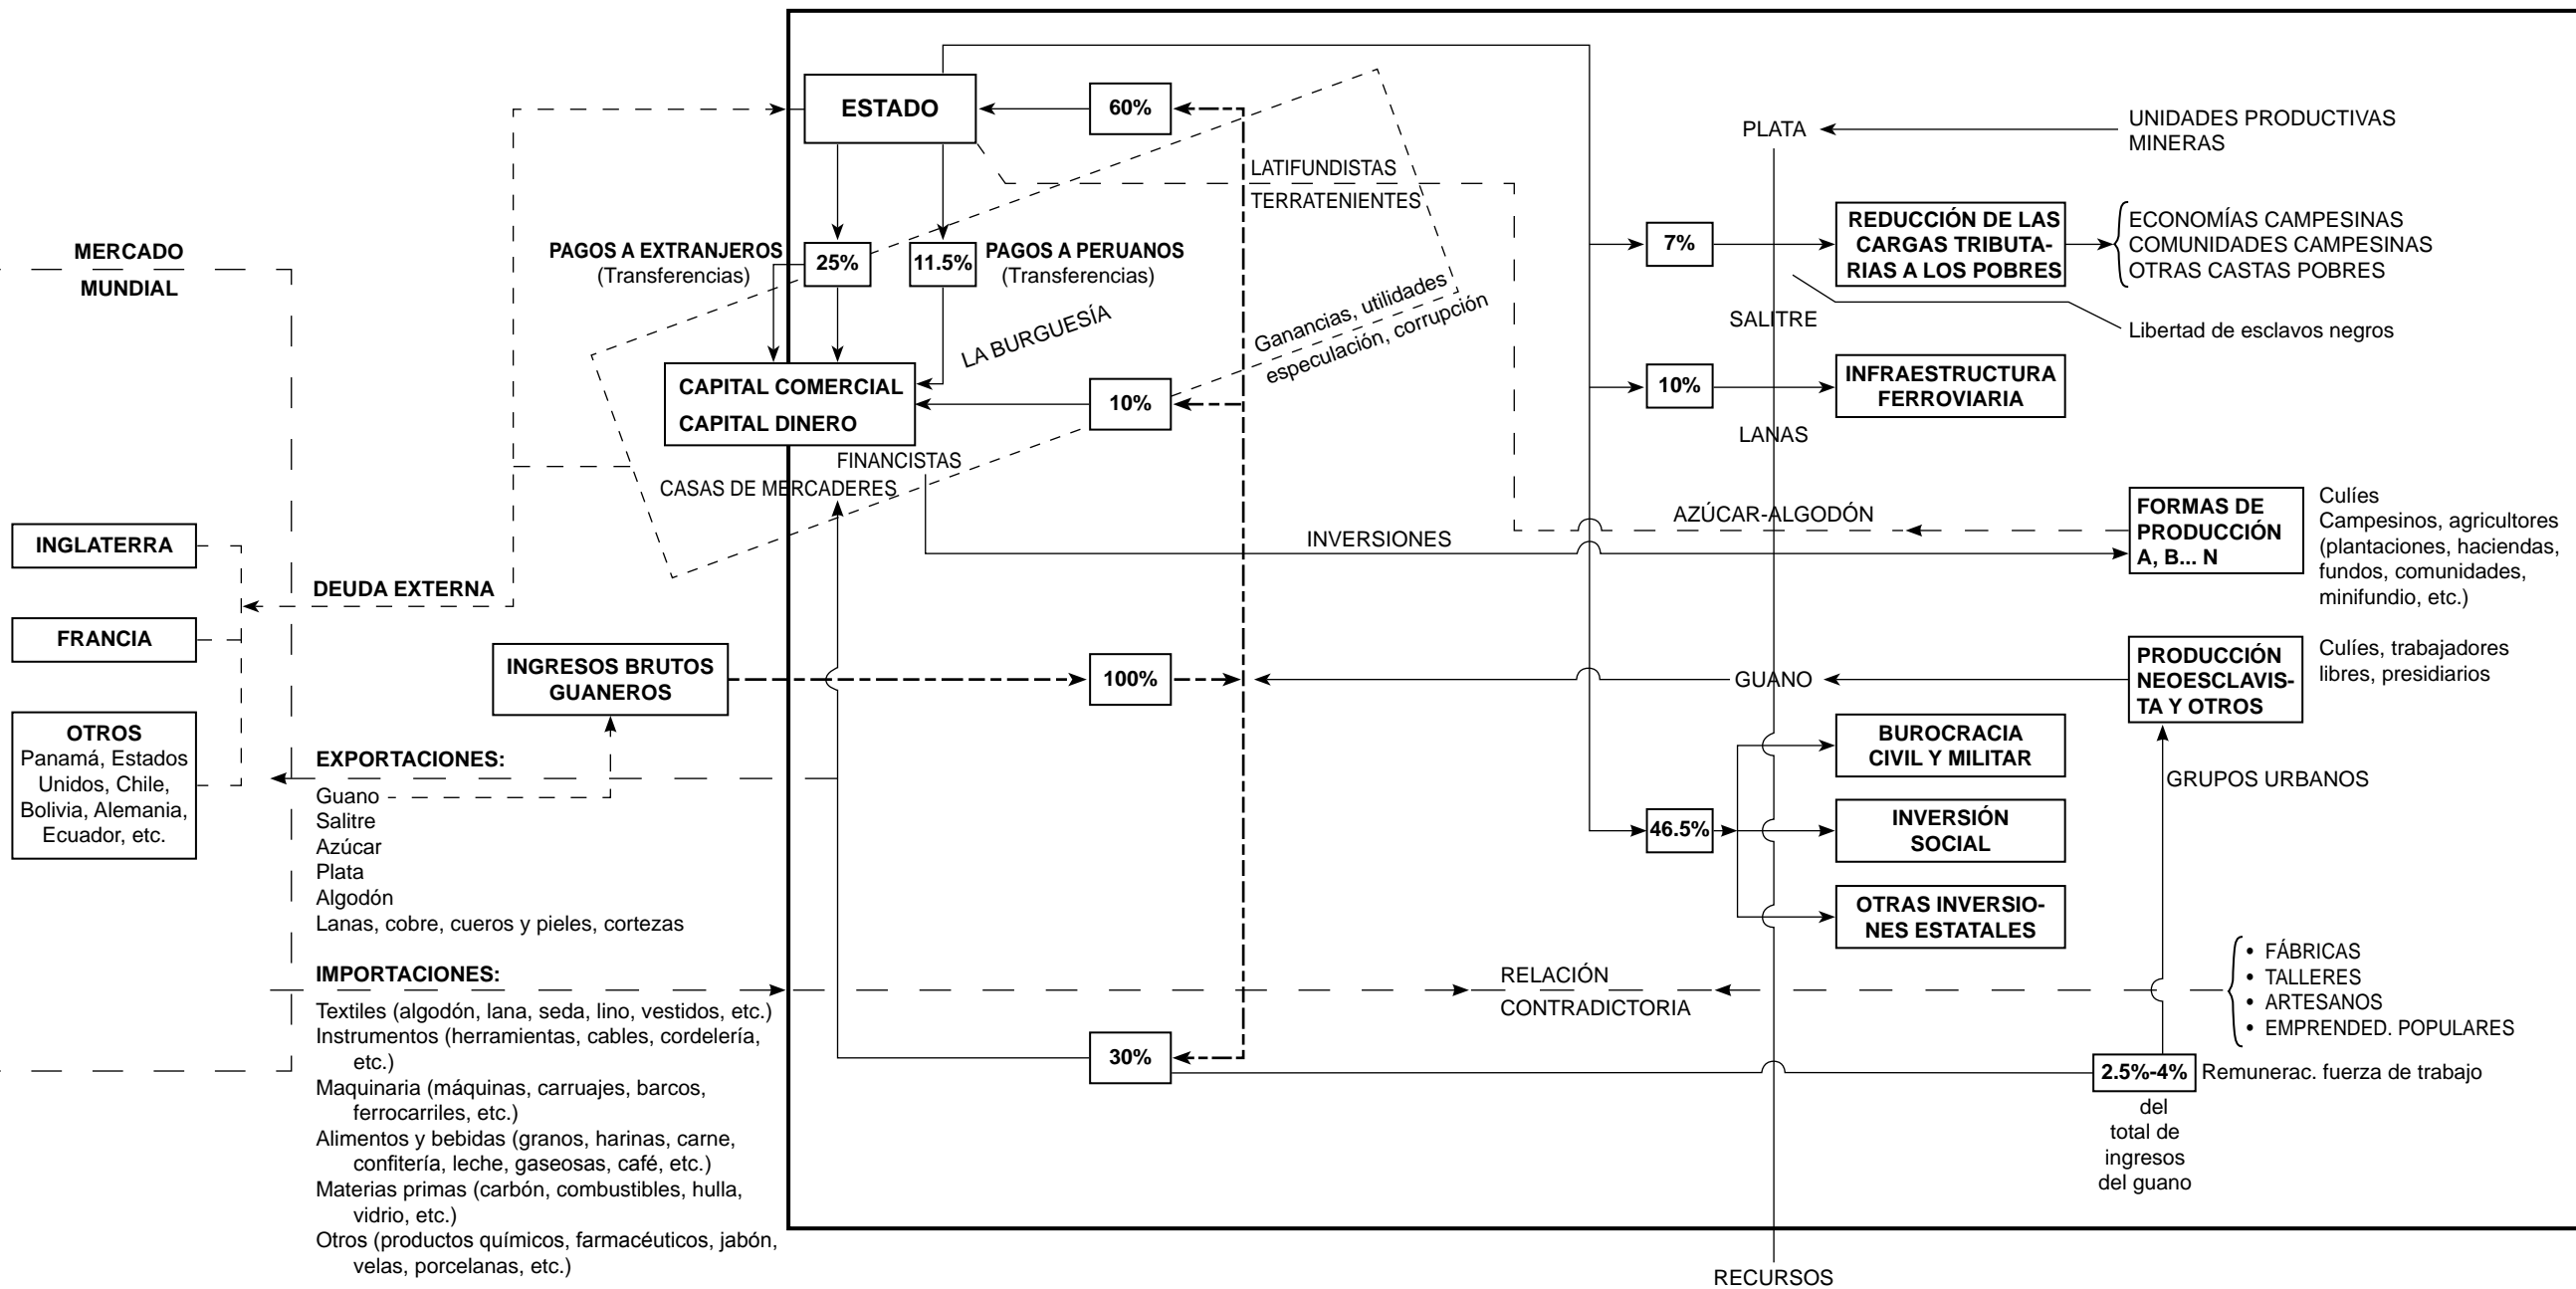 MERCADO
MUNDIAL
INGLATERRA
FRANCIA
OTROS
Panamá, Estados
Unidos, Chile,
Bolivia, Alemania,
Ecuador, etc.
DEUDA EXTERNA
INGRESOS BRUTOS
GUANEROS
EXPORTACIONES:
Guano
Salitre
Azúcar
Plata
Algodón
Lanas, cobre, cueros y pieles, cortezas
IMPORTACIONES:
Textiles (algodón, lana, seda, lino, vestidos, etc.)
Instrumentos (herramientas, cables, cordelería,
etc.)
Maquinaria (máquinas, carruajes, barcos,
ferrocarriles, etc.)
Alimentos y bebidas (granos, harinas, carne,
confitería, leche, gaseosas, café, etc.)
Materias primas (carbón, combustibles, hulla,
vidrio, etc.)
Otros (productos químicos, farmacéuticos, jabón,
velas, porcelanas, etc.)
ESTADO
60%
PAGOS A EXTRANJEROS
(Transferencias)
25%
11.5%
PAGOS A PERUANOS
(Transferencias)
LATIFUNDISTAS
TERRATENIENTES
LA BURGUESÍA
Ganancias, utilidades
especulación, corrupción
CAPITAL COMERCIAL
CAPITAL DINERO
10%
FINANCISTAS
CASAS DE MERCADERES
INVERSIONES
100%
30%
RELACIÓN
CONTRADICTORIA
PLATA
UNIDADES PRODUCTIVAS
MINERAS
7%
REDUCCIÓN DE LAS
CARGAS TRIBUTA-
RIAS A LOS POBRES
ECONOMÍAS CAMPESINAS
COMUNIDADES CAMPESINAS
OTRAS CASTAS POBRES
SALITRE
Libertad de esclavos negros
10%
INFRAESTRUCTURA
FERROVIARIA
LANAS
AZÚCAR-ALGODÓN
FORMAS DE
PRODUCCIÓN
A, B... N
Culíes
Campesinos, agricultores
(plantaciones, haciendas,
fundos, comunidades,
minifundio, etc.)
GUANO
PRODUCCIÓN
NEOESCLAVIS-
TA Y OTROS
Culíes, trabajadores
libres, presidiarios
BUROCRACIA
CIVIL Y MILITAR
GRUPOS URBANOS
46.5%
INVERSIÓN
SOCIAL
OTRAS INVERSIO-
NES ESTATALES
• FÁBRICAS
• TALLERES
• ARTESANOS
• EMPRENDED. POPULARES
2.5%-4%
Remunerac. fuerza de trabajo
del
total de
ingresos
del guano
RECURSOS